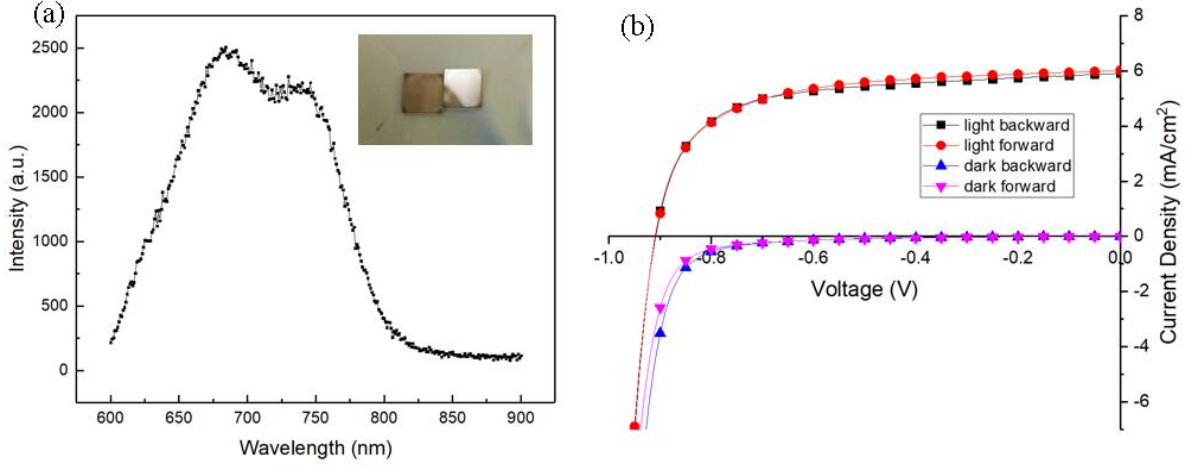 (a)
2500
2000
1500
1000
500
0
Intensity (a.u.)
600
650
700
750
800
850
900
Wavelength (nm)
(b)
8
6
4
2
0
-2
-4
-6
Current Density (mA/cm²)
light backward
light forward
dark backward
dark forward
-1.0
-0.8
-0.6
-0.4
-0.2
0.0
Voltage (V)